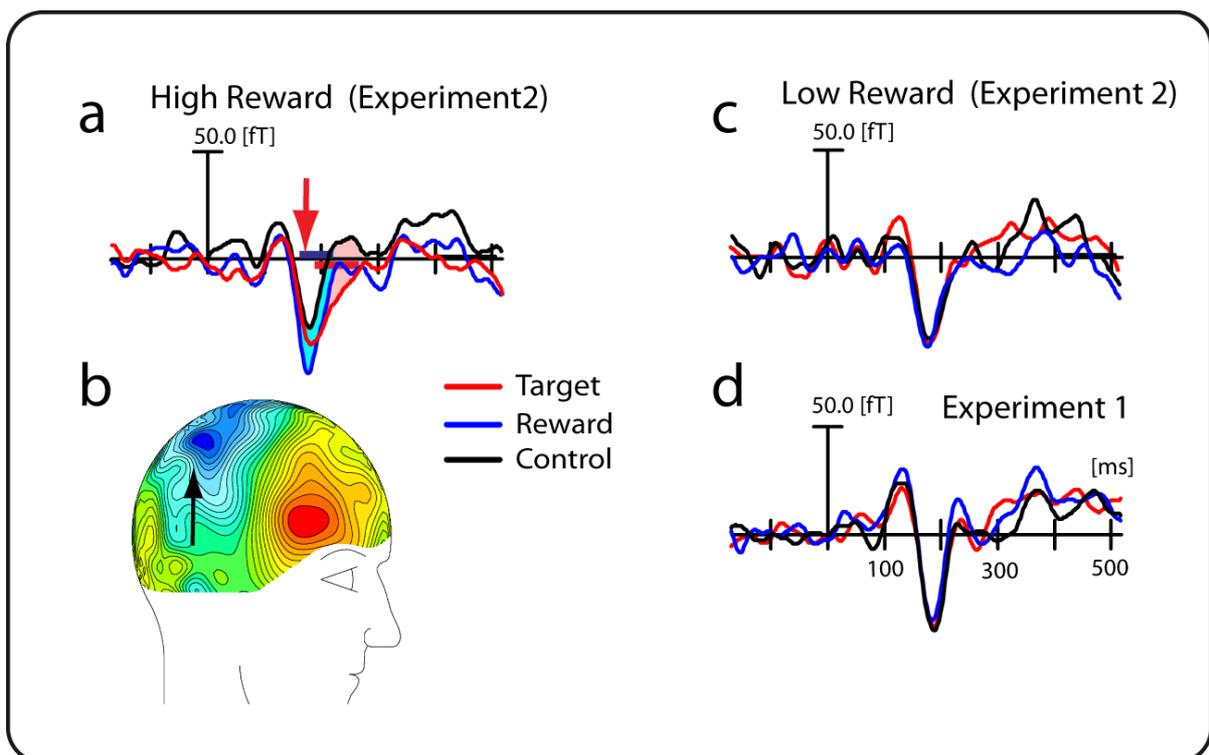 a
High Reward (Experiment2)
50.0 [fT]
c
Low Reward (Experiment 2)
50.0 [fT]
b
Target
Reward
Control
d
50.0 [fT]
Experiment 1
[ms]
100
300
500